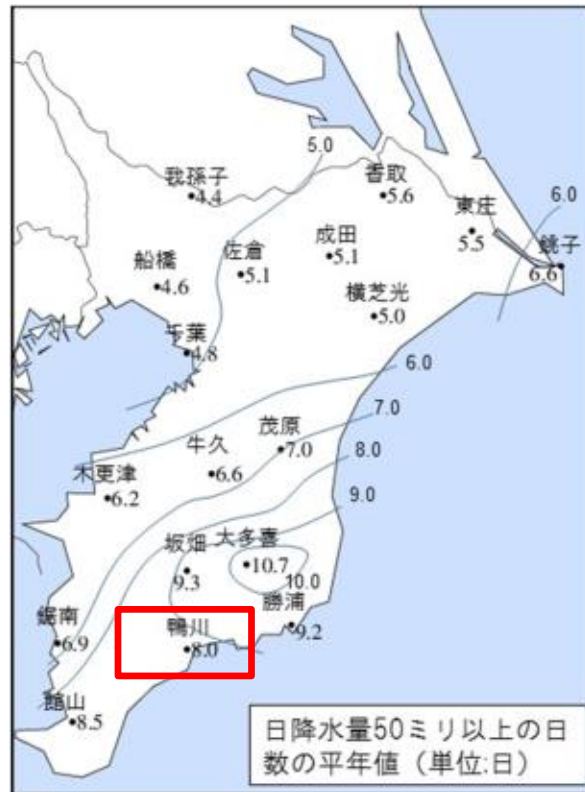 5.0
我孫子
4.4
香取
5.6
東庄
5.5
6.0
銚子
6.6
成田
5.1
佐倉
5.1
船橋
4.6
横芝光
5.0
千葉
4.8
6.0
7.0
茂原
7.0
8.0
牛久
6.6
木更津
6.2
9.0
坂畑
9.3
大多喜
10.7
10.0
勝浦
9.2
鋸南
6.9
鴨川
8.0
館山
8.5
日降水量50ミリ以上の日
数の平年値（単位:日）